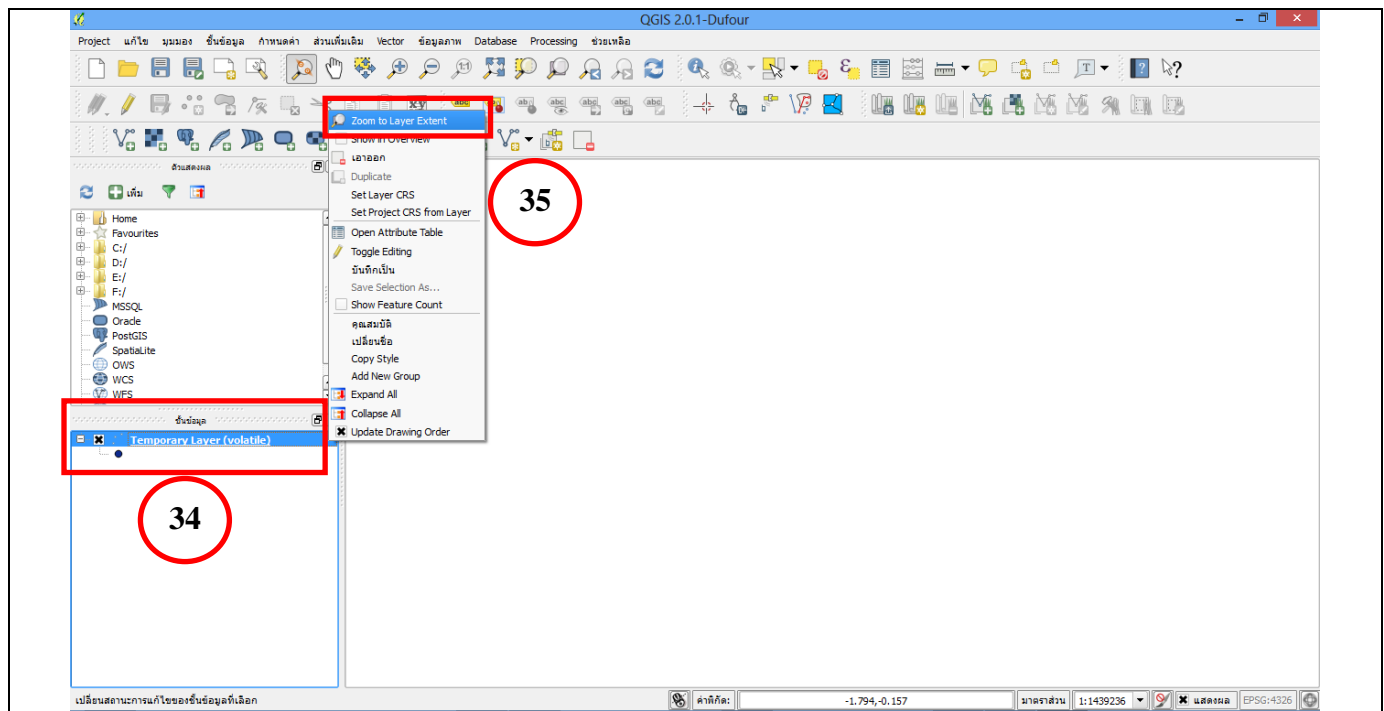 QGIS 2.0.1-Dufour
Project แก้ไข มุมมอง ชั้นข้อมูล กำหนดค่า ส่วนเพิ่มเติม Vector ข้อมูลภาพ Database Processing ช่วยเหลือ
Zoom to Layer Extent
Show in Overview
เอาออก
Duplicate
Set Layer CRS
Set Project CRS from Layer
Open Attribute Table
Toggle Editing
บันทึกเป็น
Save Selection As...
Show Feature Count
คุณสมบัติ
เปลี่ยนชื่อ
Copy Style
Add New Group
Expand All
Collapse All
Update Drawing Order
35
ตัวแสดงผล
เพิ่ม
Home
Favourites
C:/
D:/
E:/
F:/
MSSQL
Oracle
PostGIS
SpatiaLite
OWS
WCS
WFS
ชั้นข้อมูล
Temporary Layer (volatile)
34
เปลี่ยนสถานะการแก้ไขของชั้นข้อมูลที่เลือก
ค่าพิกัด: -1.794,-0.157 มาตราส่วน 1:1439236 แสดงผล EPSG:4326